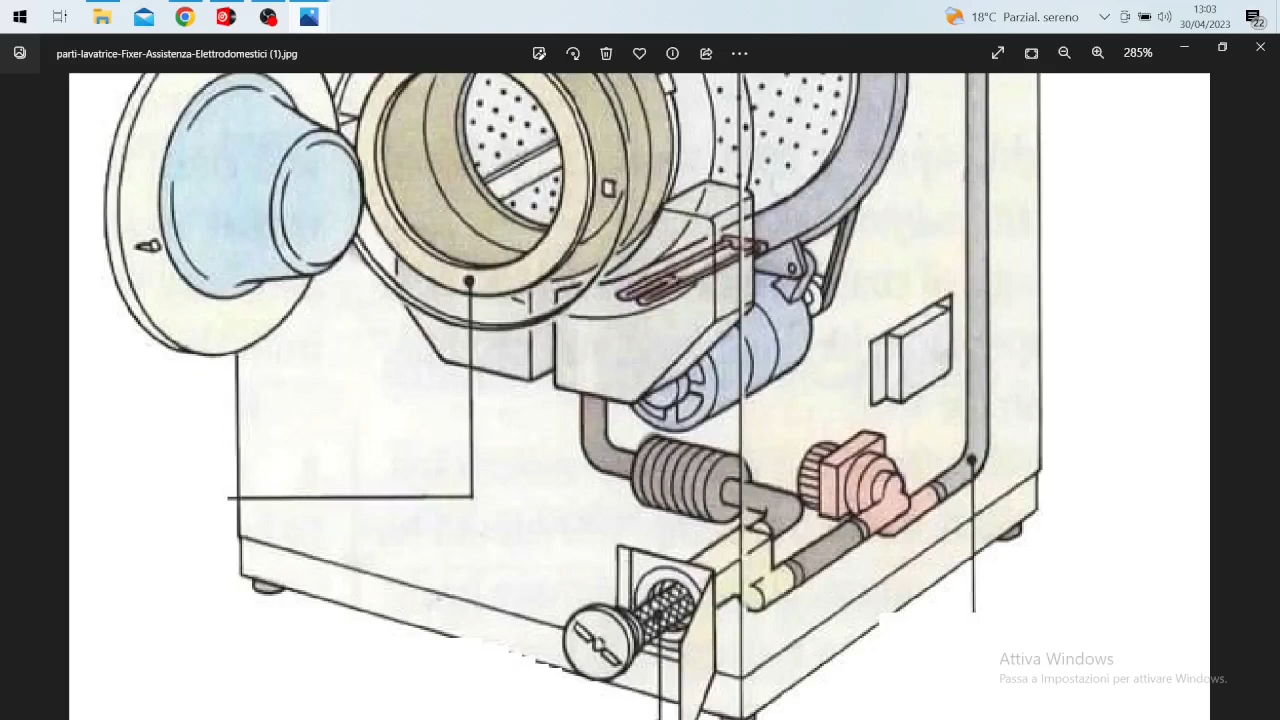 18°C Parzial. sereno
13:03
30/04/2023
22
parti-lavatrice-Fixer-Assistenza-Elettrodomestici (1).jpg
285%
Attiva Windows
Passa a Impostazioni per attivare Windows.